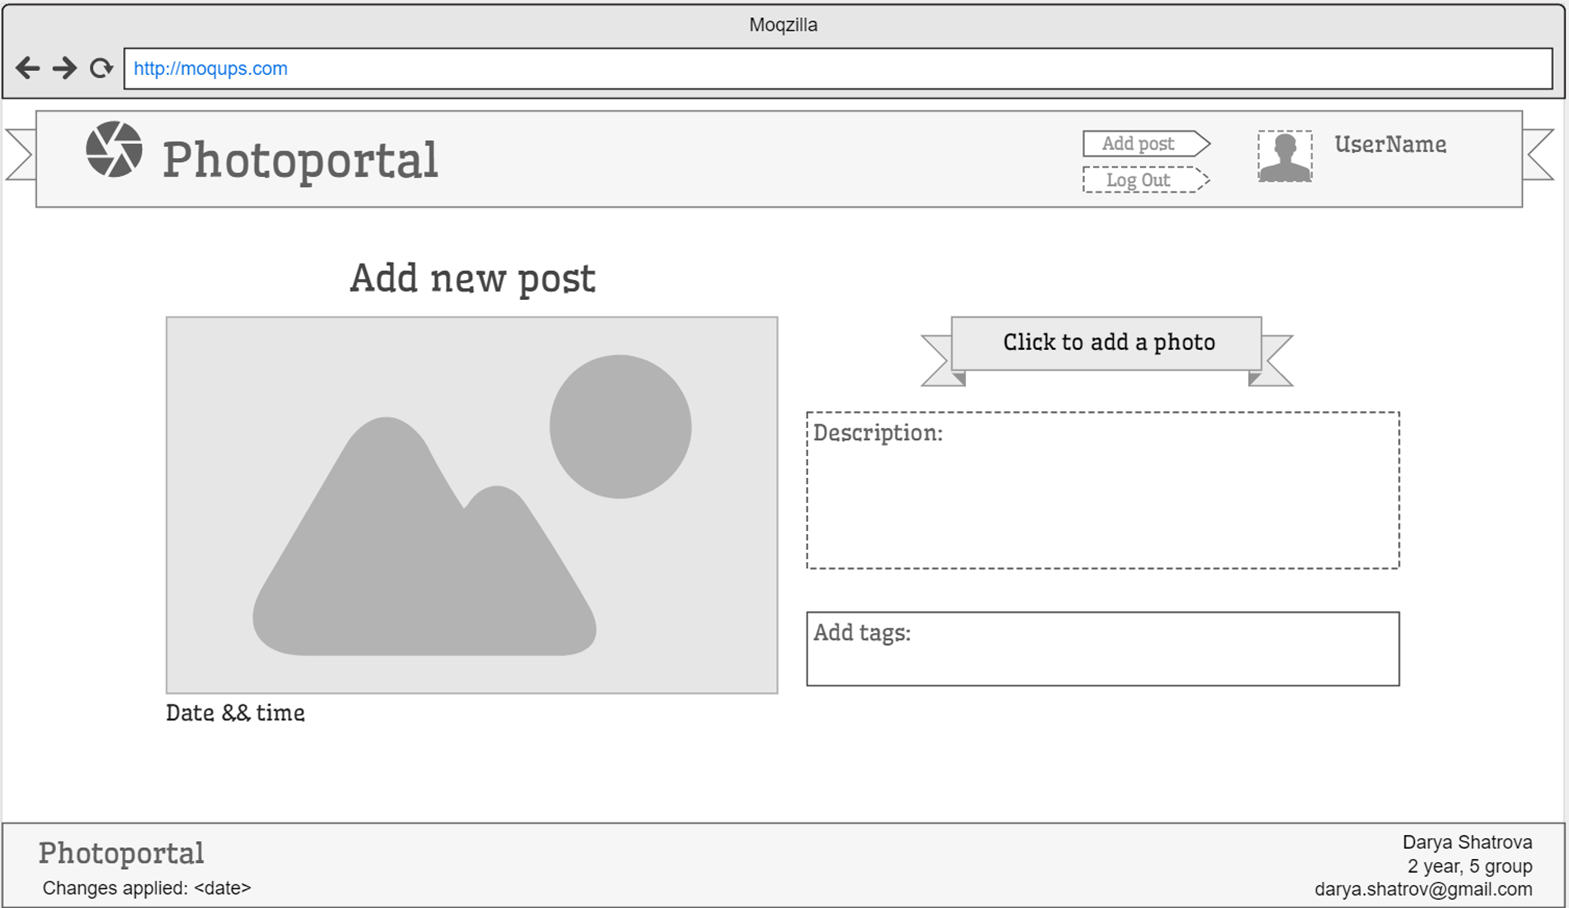 Moqzilla
http://moqups.com
Photoportal
Add post
Log Out
UserName
Add new post
Click to add a photo
Description:
Add tags:
Date && time
Photoportal
Changes applied: <date>
Darya Shatrova
2 year, 5 group
darya.shatrov@gmail.com